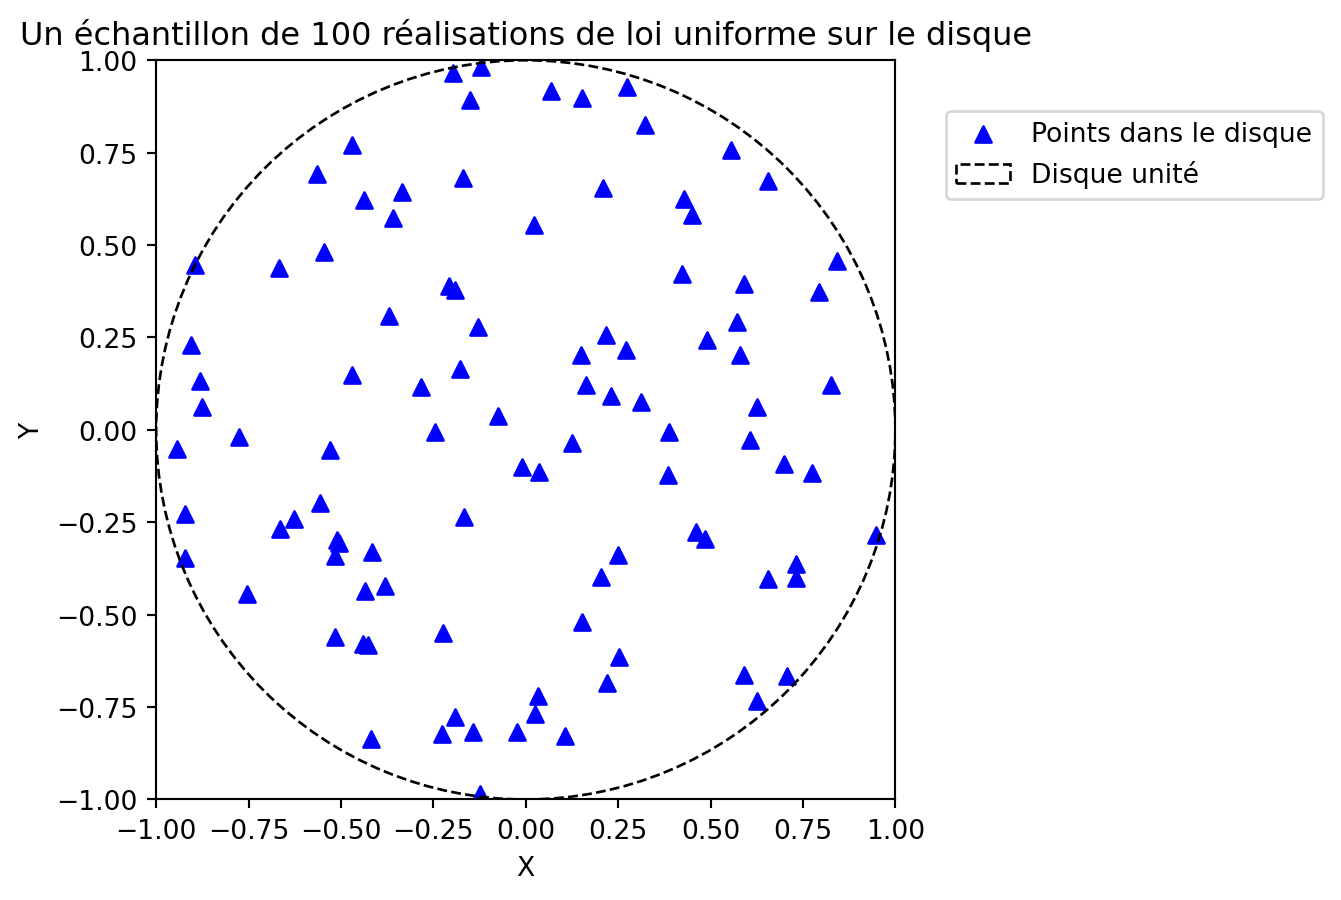 Un échantillon de 100 réalisations de loi uniforme sur le disque
1.00
0.75
0.50
0.25
0.00
−0.25
−0.50
−0.75
−1.00
Y
−1.00 −0.75 −0.50 −0.25 0.00 0.25 0.50 0.75 1.00
X
Points dans le disque
Disque unité